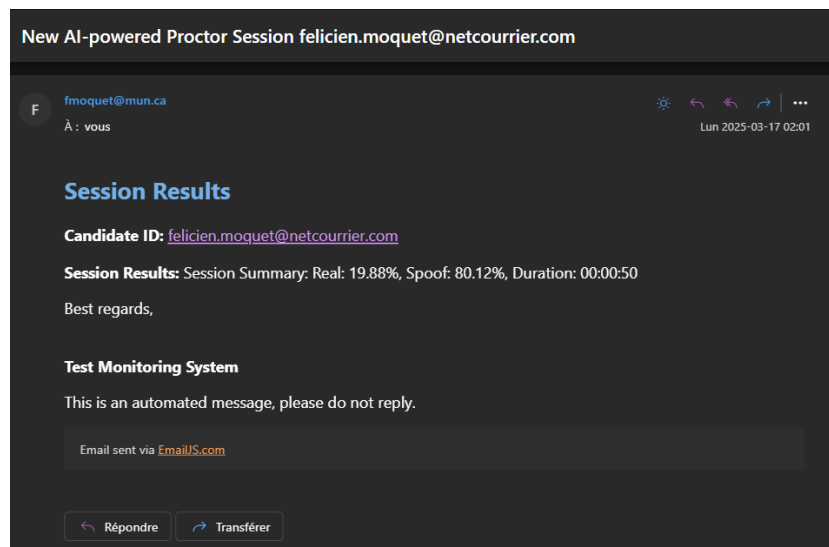 New AI-powered Proctor Session felicien.moquet@netcourrier.com
F
fmoquet@mun.ca
À : vous
Lun 2025-03-17 02:01
Session Results
Candidate ID: felicien.moquet@netcourrier.com
Session Results: Session Summary: Real: 19.88%, Spoof: 80.12%, Duration: 00:00:50
Best regards,
Test Monitoring System
This is an automated message, please do not reply.
Email sent via EmailJS.com
Répondre
Transférer